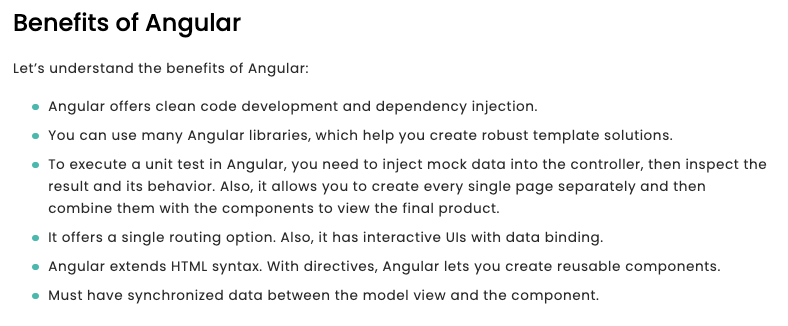 Benefits of Angular
Let's understand the benefits of Angular:
Angular offers clean code development and dependency injection.
You can use many Angular libraries, which help you create robust template solutions.
To execute a unit test in Angular, you need to inject mock data into the controller, then inspect the
result and its behavior. Also, it allows you to create every single page separately and then
combine them with the components to view the final product.
It offers a single routing option. Also, it has interactive UIs with data binding.
Angular extends HTML syntax. With directives, Angular lets you create reusable components.
Must have synchronized data between the model view and the component.